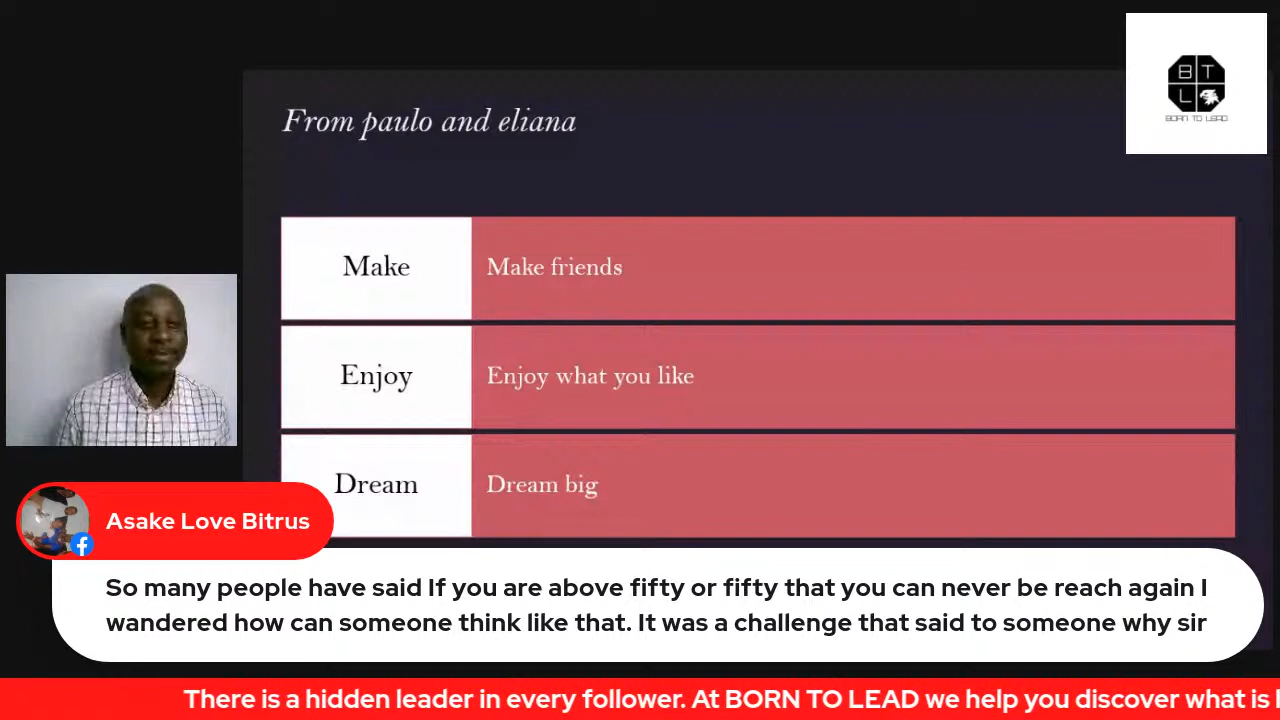 B T
L
BORN TO LEAD
From paulo and eliana
Make
Make friends
Enjoy
Enjoy what you like
Dream
Dream big
Asake Love Bitrus
So many people have said If you are above fifty or fifty that you can never be reach again I
wandered how can someone think like that. It was a challenge that said to someone why sir
There is a hidden leader in every follower. At BORN TO LEAD we help you discover what is